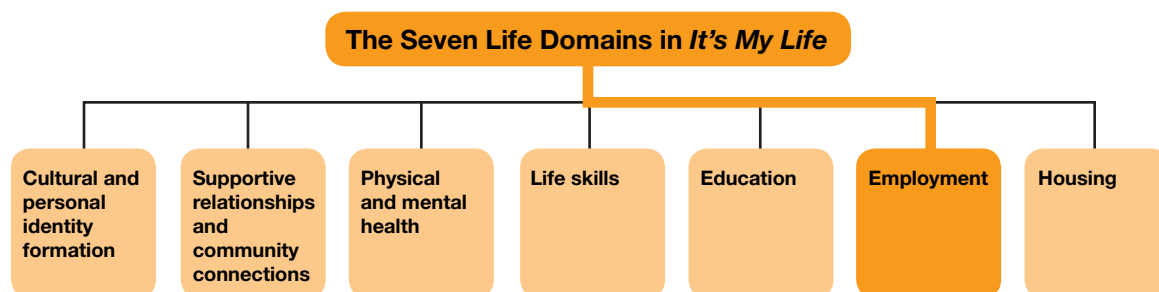 The Seven Life Domains in It's My Life
Cultural and
personal
identity
formation
Supportive
relationships
and
community
connections
Physical
and mental
health
Life skills
Education
Employment
Housing